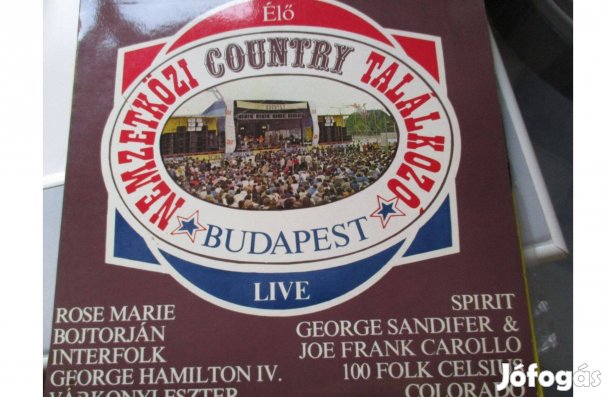 Élő
NEMZETKÖZI COUNTRY TALÁLKOZÓ
BUDAPEST
LIVE
ROSE MARIE
BOJTORJÁN
INTERFOLK
GEORGE HAMILTON IV.
VÁRKONYI ESZTER
SPIRIT
GEORGE SANDIFER &
JOE FRANK CAROLLO
100 FOLK CELSIUS
COLORADO
Jófogás